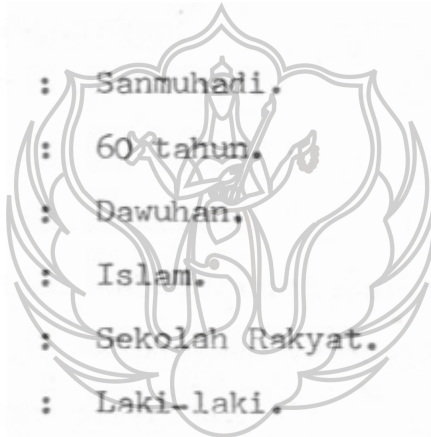 : Sanmuhadi.
: 60 tahun.
: Dawuhan.
: Islam.
: Sekolah Rakyat.
: Laki-laki.